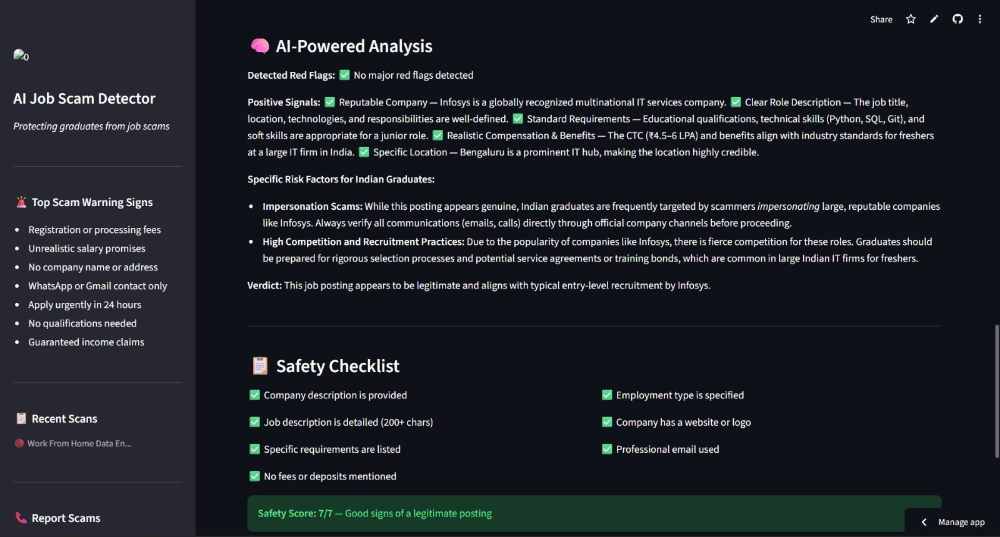 Share
0
AI Job Scam Detector
Protecting graduates from job scams
🚨 Top Scam Warning Signs
• Registration or processing fees
• Unrealistic salary promises
• No company name or address
• WhatsApp or Gmail contact only
• Apply urgently in 24 hours
• No qualifications needed
• Guaranteed income claims
📋 Recent Scans
🔴 Work From Home Data En...
📞 Report Scams
🧠 AI-Powered Analysis
Detected Red Flags: ✅ No major red flags detected
Positive Signals: ✅ Reputable Company — Infosys is a globally recognized multinational IT services company. ✅ Clear Role Description — The job title,
location, technologies, and responsibilities are well-defined. ✅ Standard Requirements — Educational qualifications, technical skills (Python, SQL, Git), and
soft skills are appropriate for a junior role. ✅ Realistic Compensation & Benefits — The CTC (₹4.5–6 LPA) and benefits align with industry standards for freshers
at a large IT firm in India. ✅ Specific Location — Bengaluru is a prominent IT hub, making the location highly credible.
Specific Risk Factors for Indian Graduates:
• Impersonation Scams: While this posting appears genuine, Indian graduates are frequently targeted by scammers impersonating large, reputable companies
like Infosys. Always verify all communications (emails, calls) directly through official company channels before proceeding.
• High Competition and Recruitment Practices: Due to the popularity of companies like Infosys, there is fierce competition for these roles. Graduates should
be prepared for rigorous selection processes and potential service agreements or training bonds, which are common in large Indian IT firms for freshers.
Verdict: This job posting appears to be legitimate and aligns with typical entry-level recruitment by Infosys.
📋 Safety Checklist
✅ Company description is provided
✅ Job description is detailed (200+ chars)
✅ Specific requirements are listed
✅ No fees or deposits mentioned
✅ Employment type is specified
✅ Company has a website or logo
✅ Professional email used
Safety Score: 7/7 — Good signs of a legitimate posting
Manage app